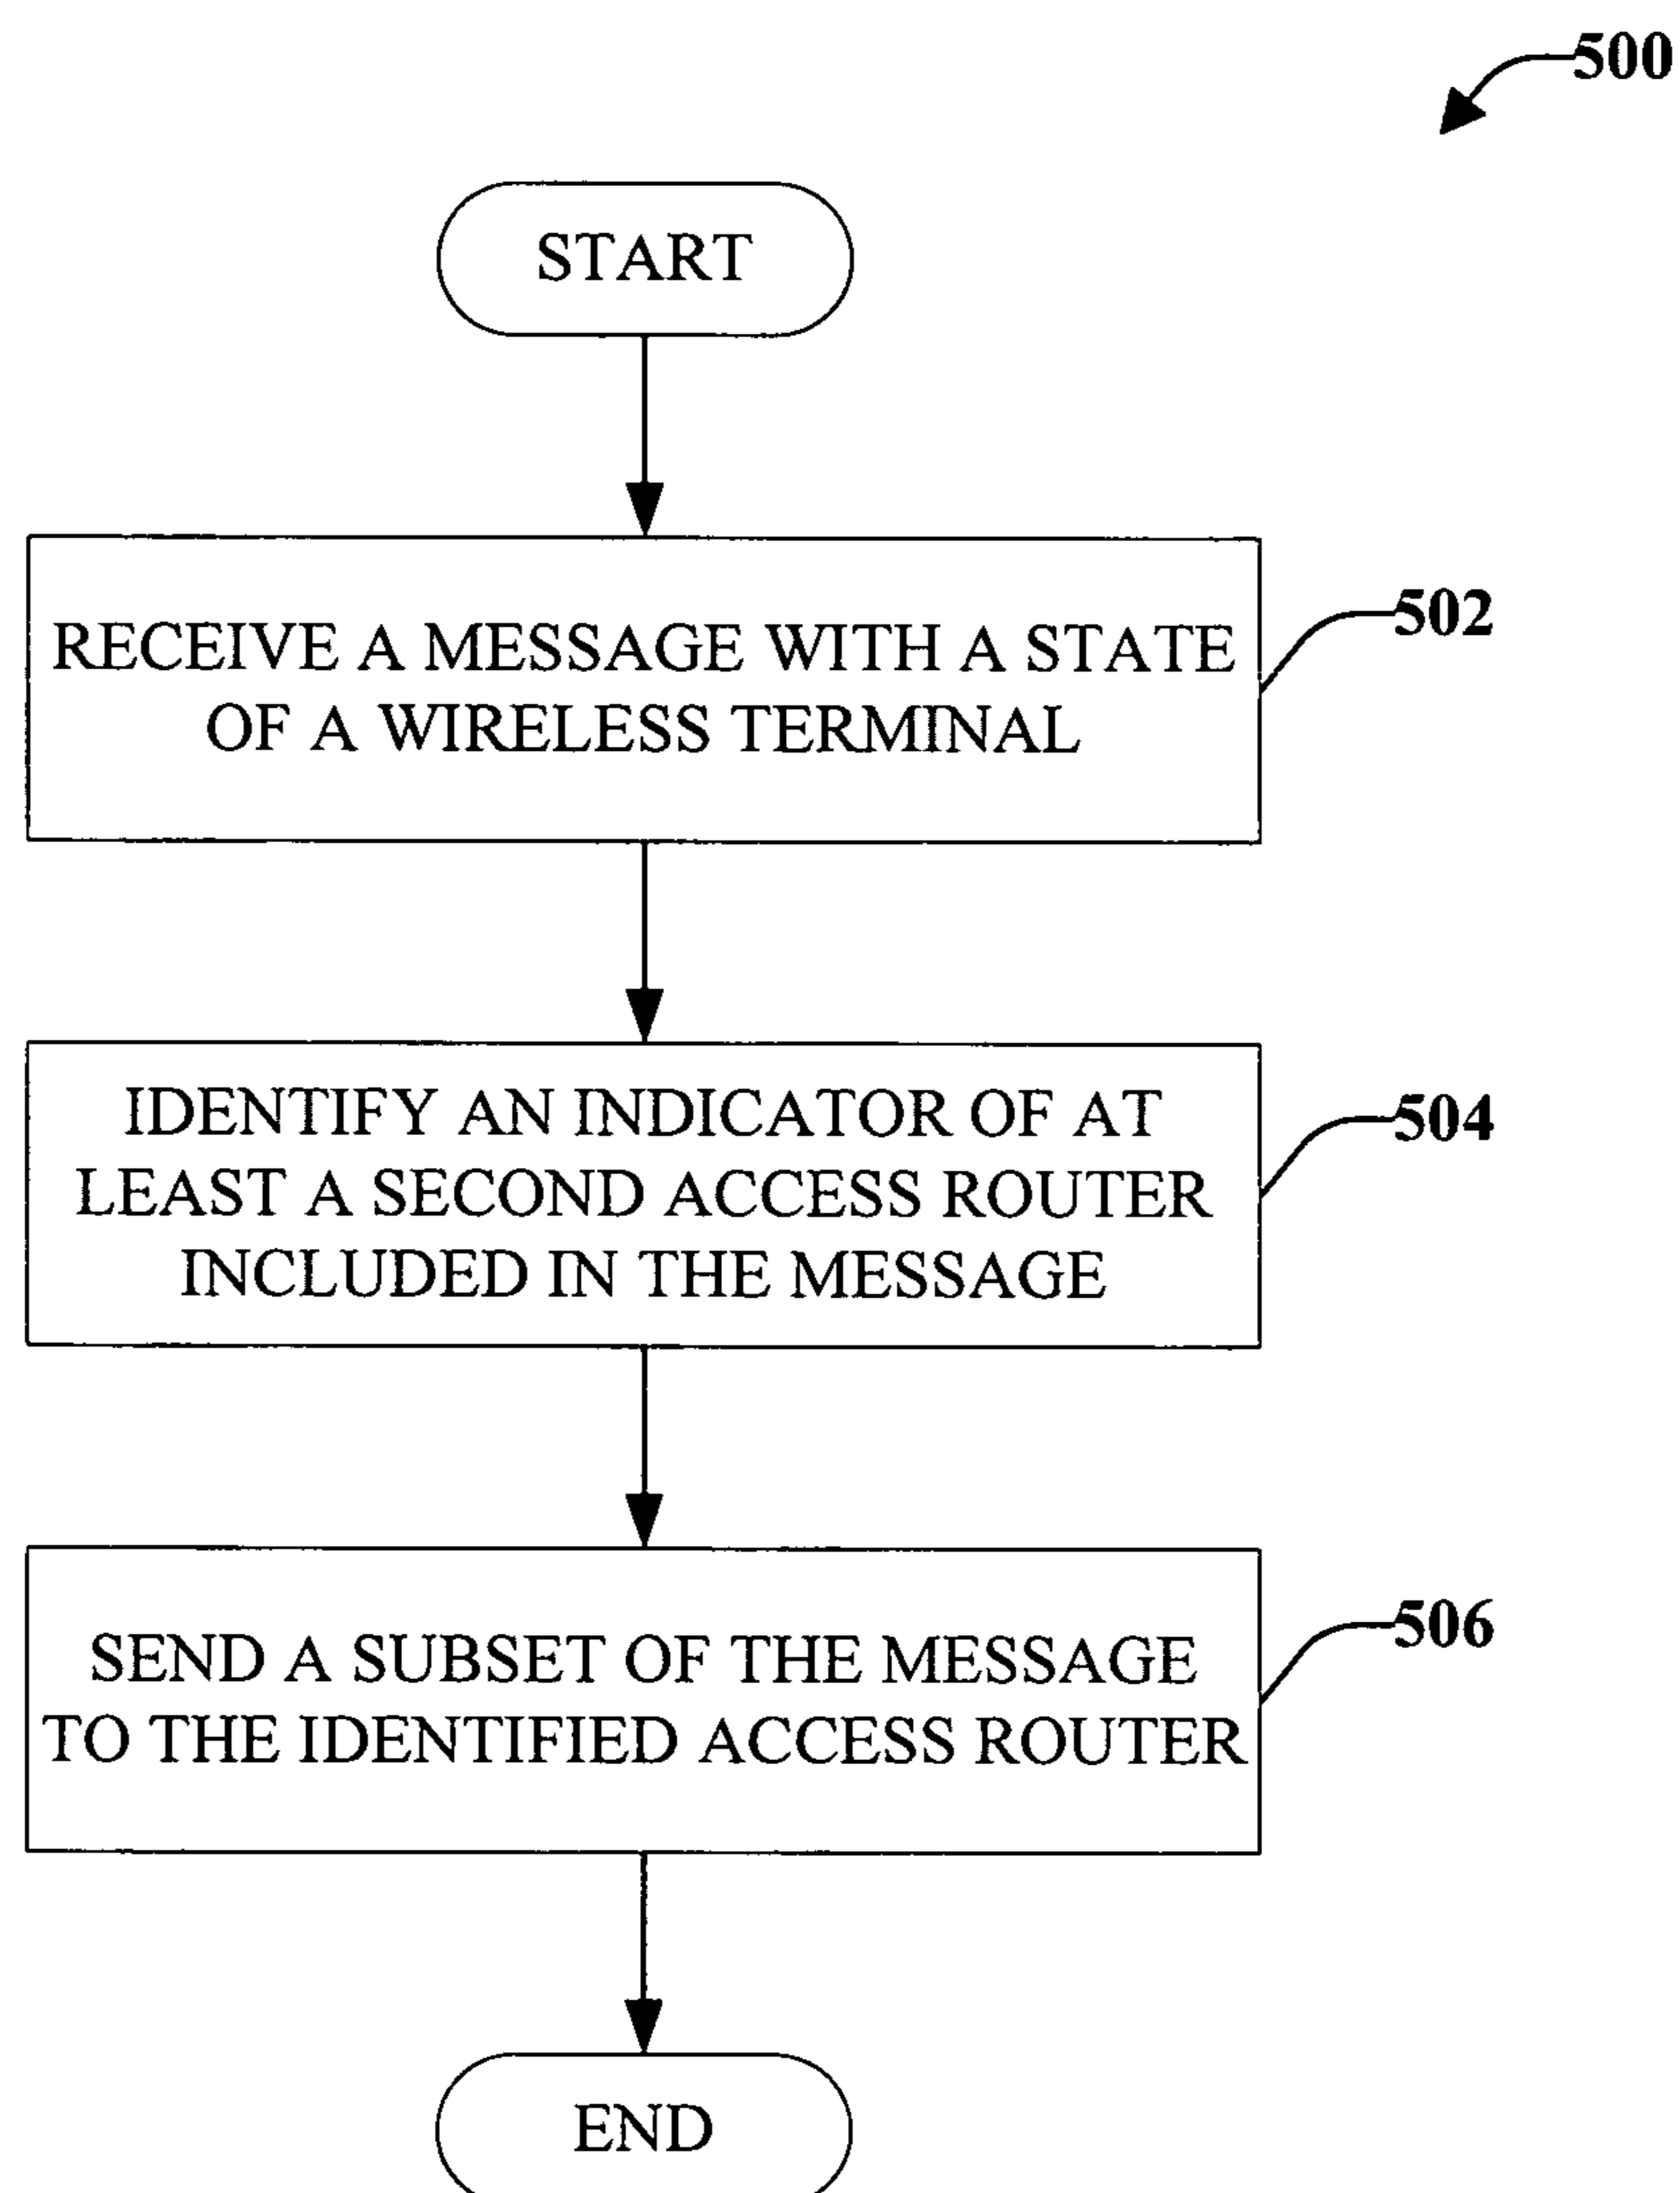 500
START
RECEIVE A MESSAGE WITH A STATE
OF A WIRELESS TERMINAL
502
IDENTIFY AN INDICATOR OF AT
LEAST A SECOND ACCESS ROUTER
INCLUDED IN THE MESSAGE
504
SEND A SUBSET OF THE MESSAGE
TO THE IDENTIFIED ACCESS ROUTER
506
END